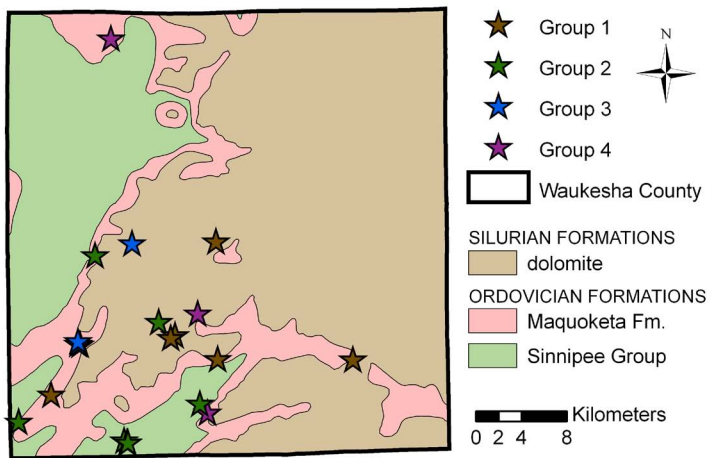 Group 1
N
Group 2
Group 3
Group 4
Waukesha County
SILURIAN FORMATIONS
dolomite
ORDOVICIAN FORMATIONS
Maquoketa Fm.
Sinnipee Group
Kilometers
0 2 4 8